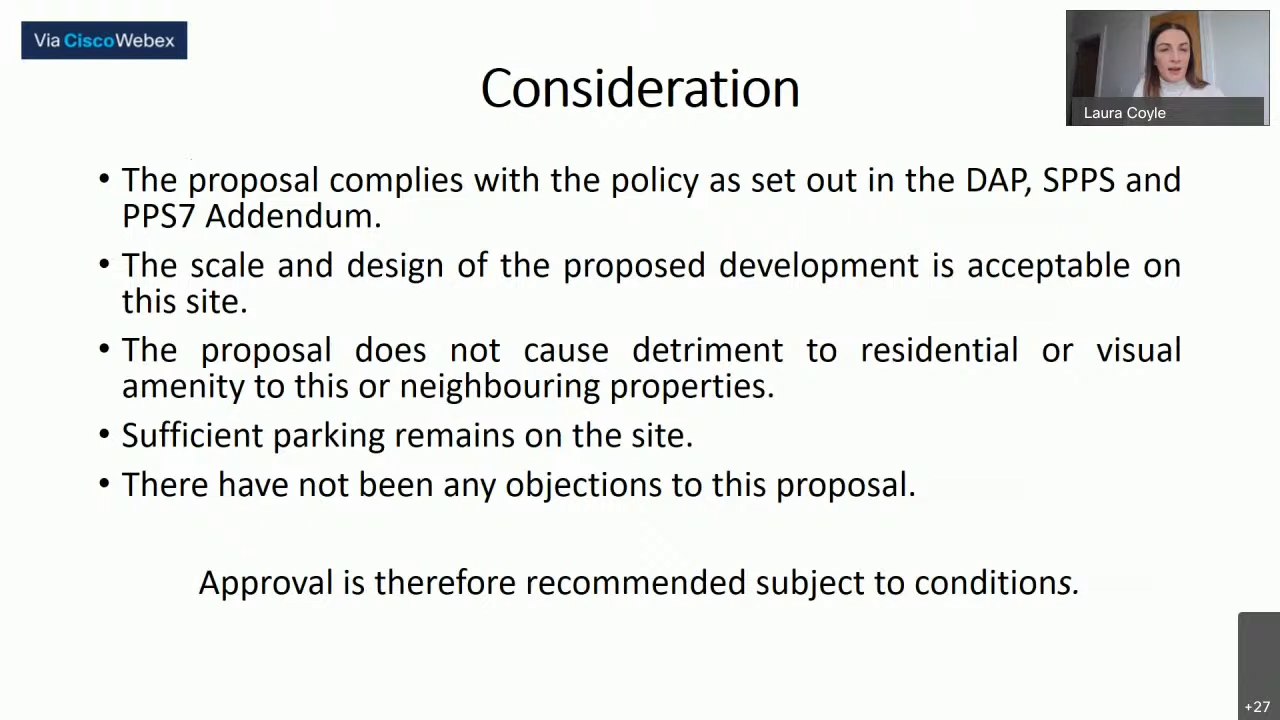 Via CiscoWebex
Consideration
Laura Coyle
• The proposal complies with the policy as set out in the DAP, SPPS and
PPS7 Addendum.
• The scale and design of the proposed development is acceptable on
this site.
• The proposal does not cause detriment to residential or visual
amenity to this or neighbouring properties.
• Sufficient parking remains on the site.
• There have not been any objections to this proposal.
Approval is therefore recommended subject to conditions.
+27